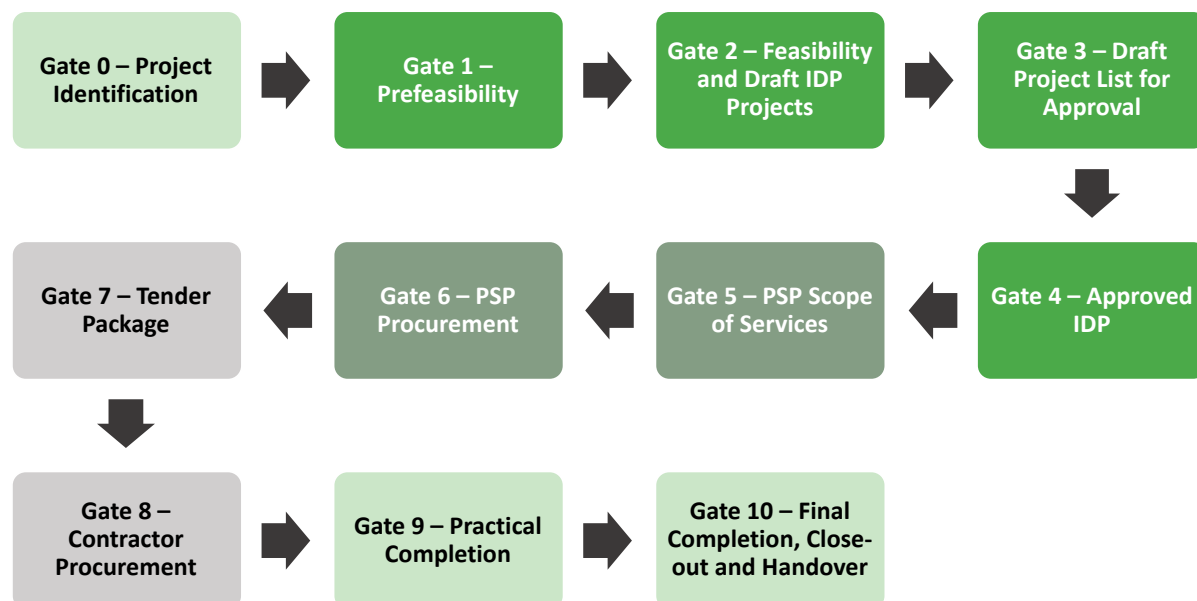 Gate 0 – Project
Identification
Gate 1 –
Prefeasibility
Gate 2 – Feasibility
and Draft IDP
Projects
Gate 3 – Draft
Project List for
Approval
Gate 4 – Approved
IDP
Gate 5 – PSP Scope
of Services
Gate 6 – PSP
Procurement
Gate 7 – Tender
Package
Gate 8 –
Contractor
Procurement
Gate 9 – Practical
Completion
Gate 10 – Final
Completion, Close-
out and Handover